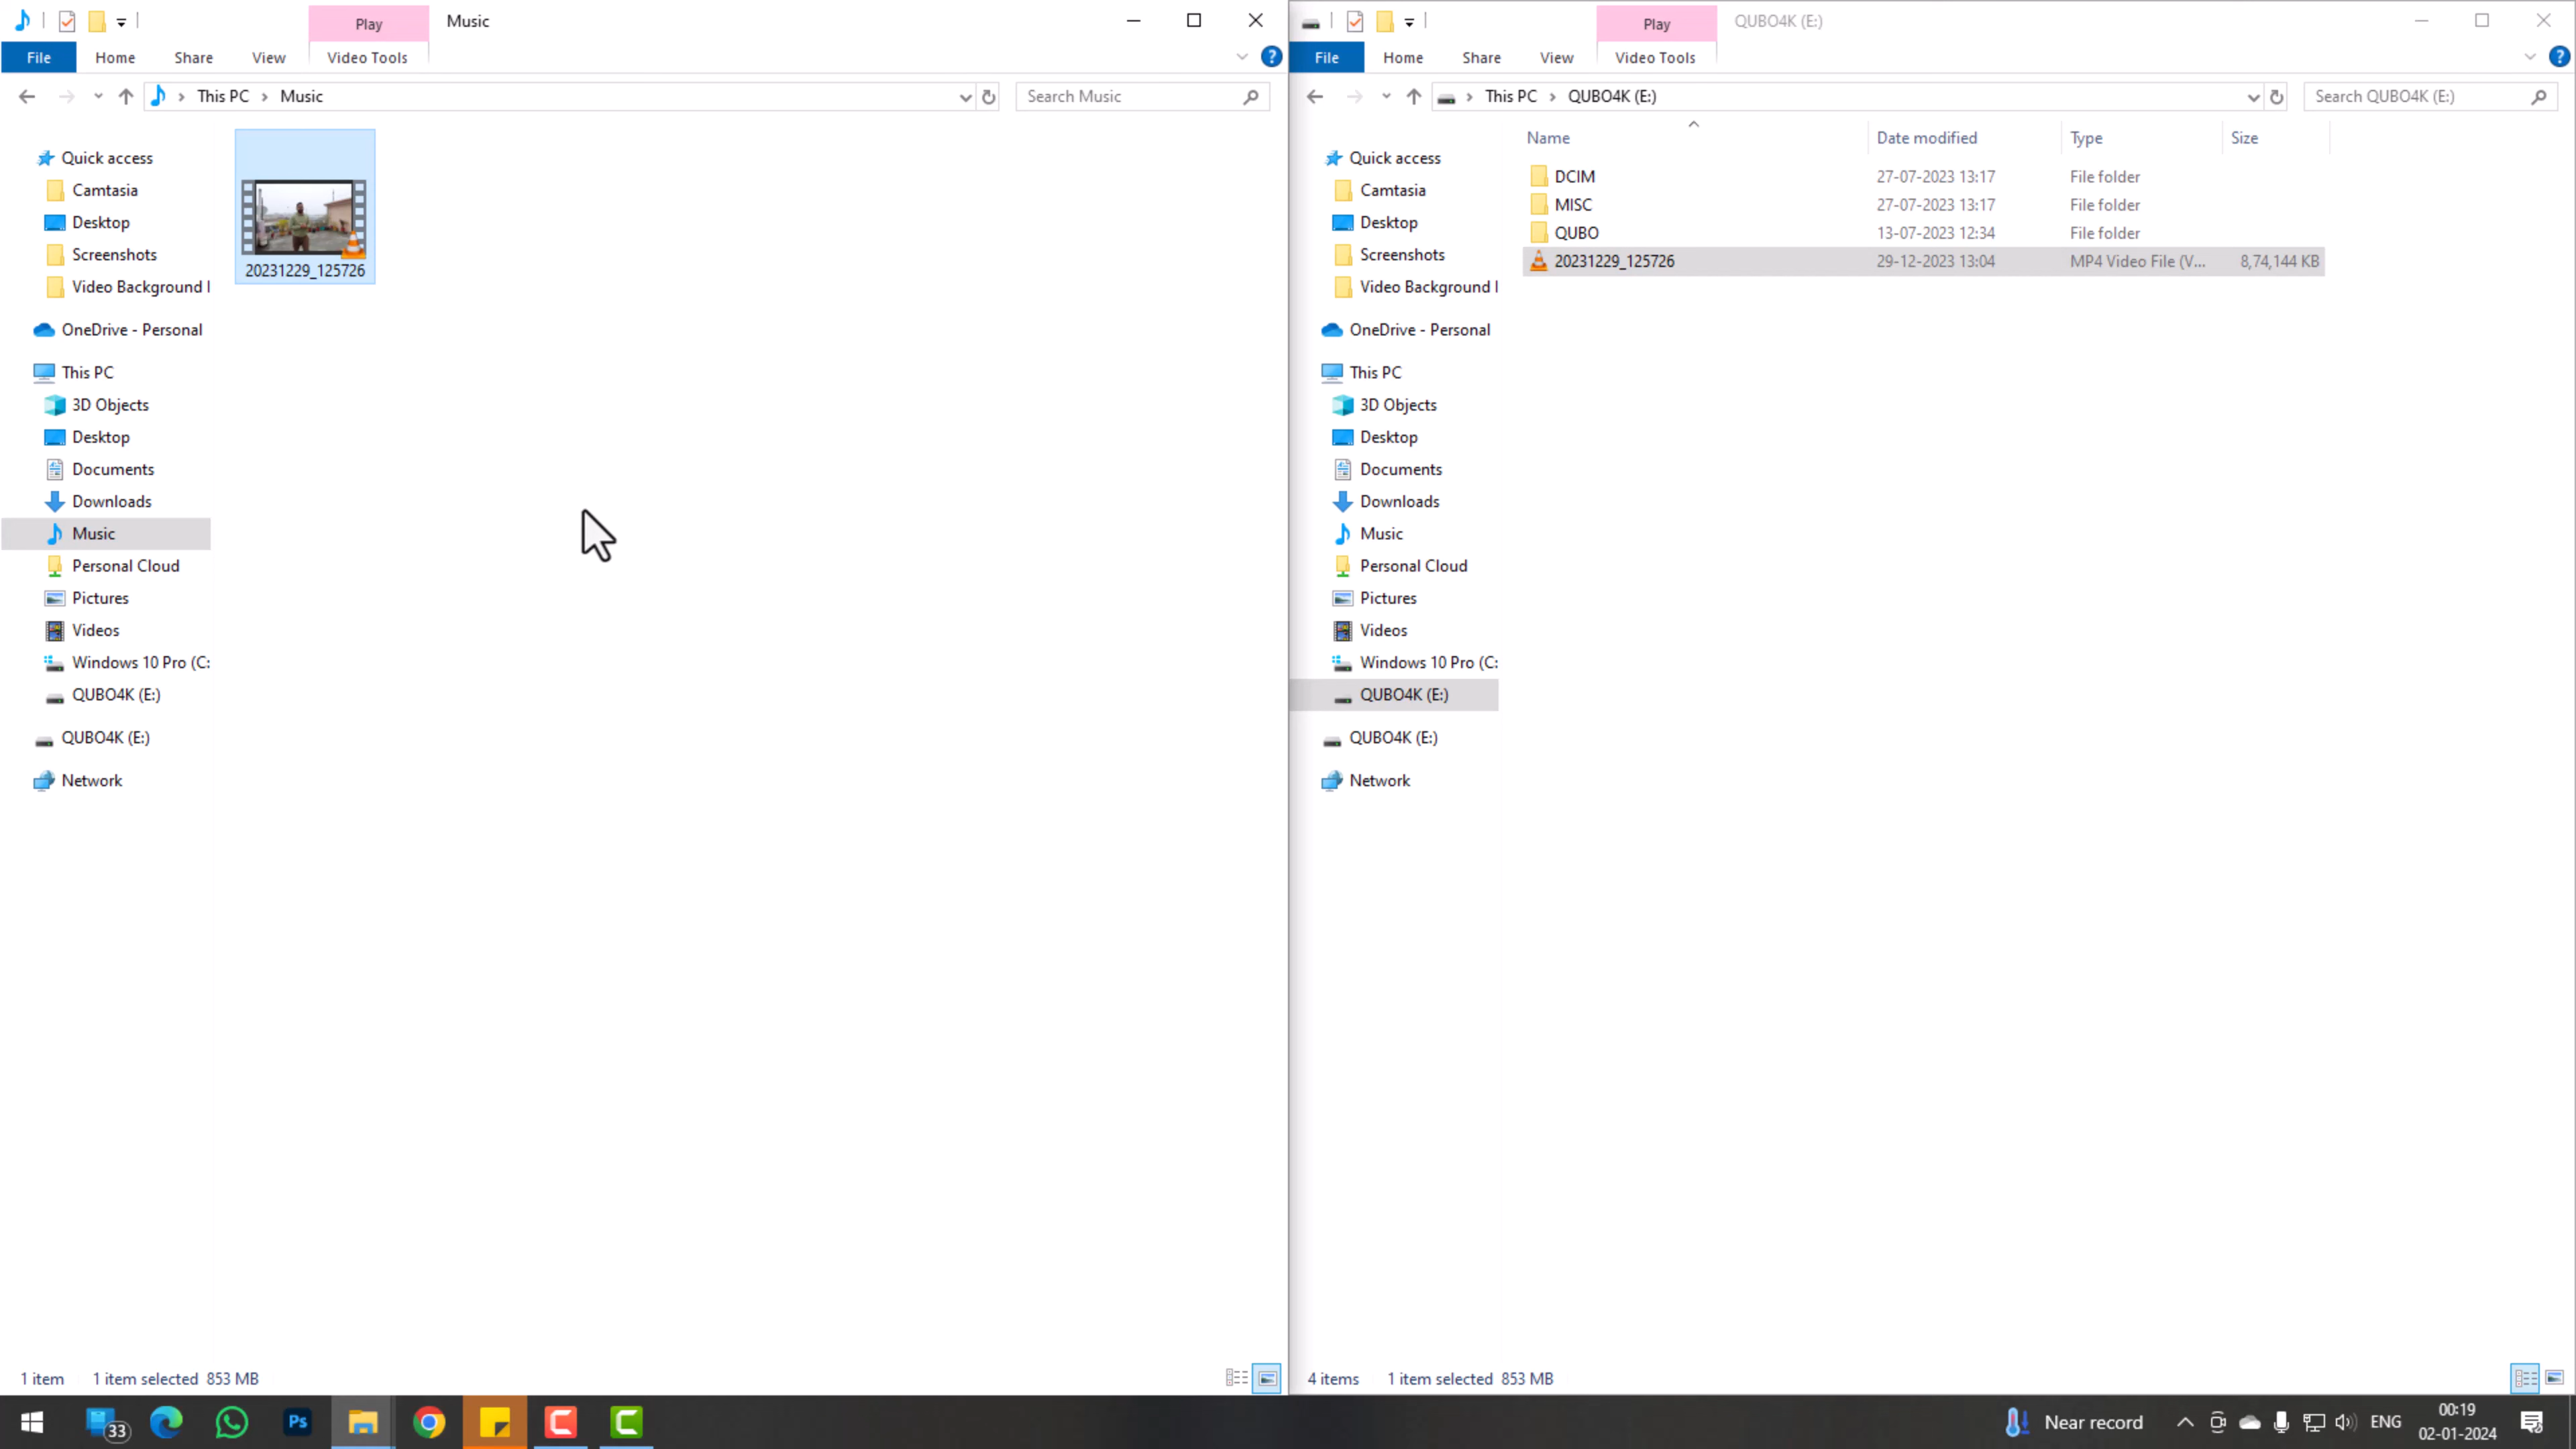 Play
Music
File
Home
Share
View
Video Tools
This PC
Music
Search Music
Quick access
Camtasia
Desktop
Screenshots
Video Background I
OneDrive - Personal
This PC
3D Objects
Desktop
Documents
Downloads
Music
Personal Cloud
Pictures
Videos
Windows 10 Pro (C:
QUBO4K (E:)
QUBO4K (E:)
Network
20231229_125726
1 item
1 item selected 853 MB
Play
QUBO4K (E:)
File
Home
Share
View
Video Tools
This PC
QUBO4K (E:)
Search QUBO4K (E:)
Quick access
Camtasia
Desktop
Screenshots
Video Background I
OneDrive - Personal
This PC
3D Objects
Desktop
Documents
Downloads
Music
Personal Cloud
Pictures
Videos
Windows 10 Pro (C:
QUBO4K (E:)
QUBO4K (E:)
Network
Name Date modified Type Size
DCIM 27-07-2023 13:17 File folder
MISC 27-07-2023 13:17 File folder
QUBO 13-07-2023 12:34 File folder
20231229_125726 29-12-2023 13:04 MP4 Video File (V... 8,74,144 KB
4 items
1 item selected 853 MB
33
Ps
Near record
ENG
00:19
02-01-2024